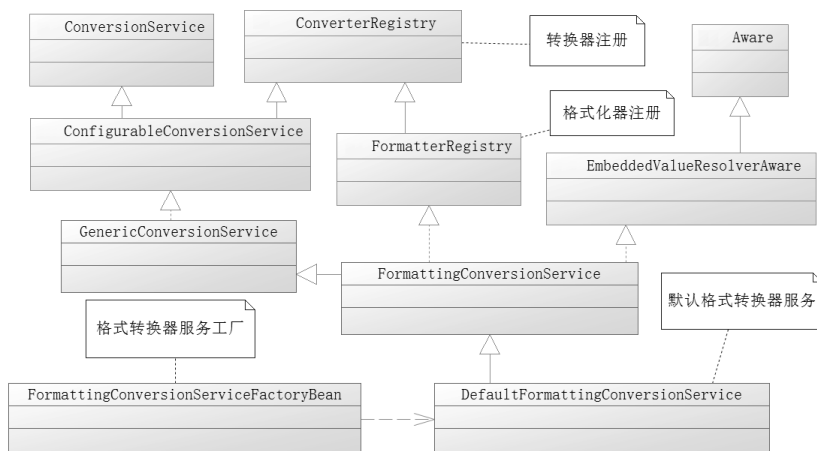 ConversionService
ConverterRegistry
转换器注册
Aware
格式化器注册
ConfigurableConversionService
FormatterRegistry
EmbeddedValueResolverAware
GenericConversionService
FormattingConversionService
默认格式转换器服务
格式转换器服务工厂
FormattingConversionServiceFactoryBean
DefaultFormattingConversionService